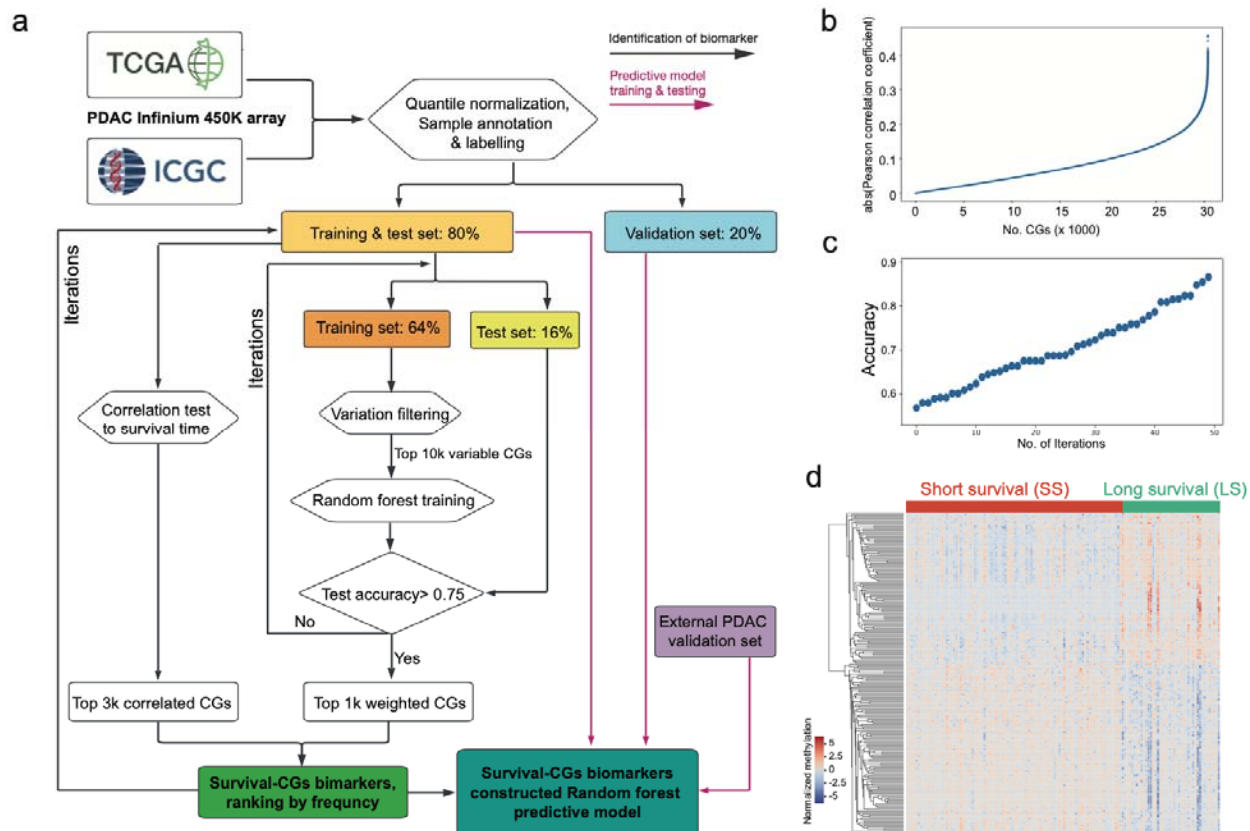 a
TCGA
PDAC Infinium 450K array
ICGC
Quantile normalization,
Sample annotation
& labelling
Identification of biomarker
Predictive model
training & testing
Training & test set: 80%
Validation set: 20%
Iterations
Iterations
Training set: 64%
Test set: 16%
Correlation test
to survival time
Variation filtering
Top 10k variable CGs
Random forest training
Test accuracy> 0.75
No
Yes
External PDAC
validation set
Top 3k correlated CGs
Top 1k weighted CGs
Survival-CGs bimarkers,
ranking by frequncy
Survival-CGs biomarkers
constructed Random forest
predictive model
b
abs(Pearson correlation coefficient)
0.4
0.3
0.2
0.1
0
0
5
10
15
20
25
30
No. CGs (x 1000)
c
Accuracy
0.9
0.8
0.7
0.6
0
10
20
30
40
50
No. of Iterations
d
Short survival (SS)
Long survival (LS)
Normalized methylation
5
2.5
0
-2.5
-5